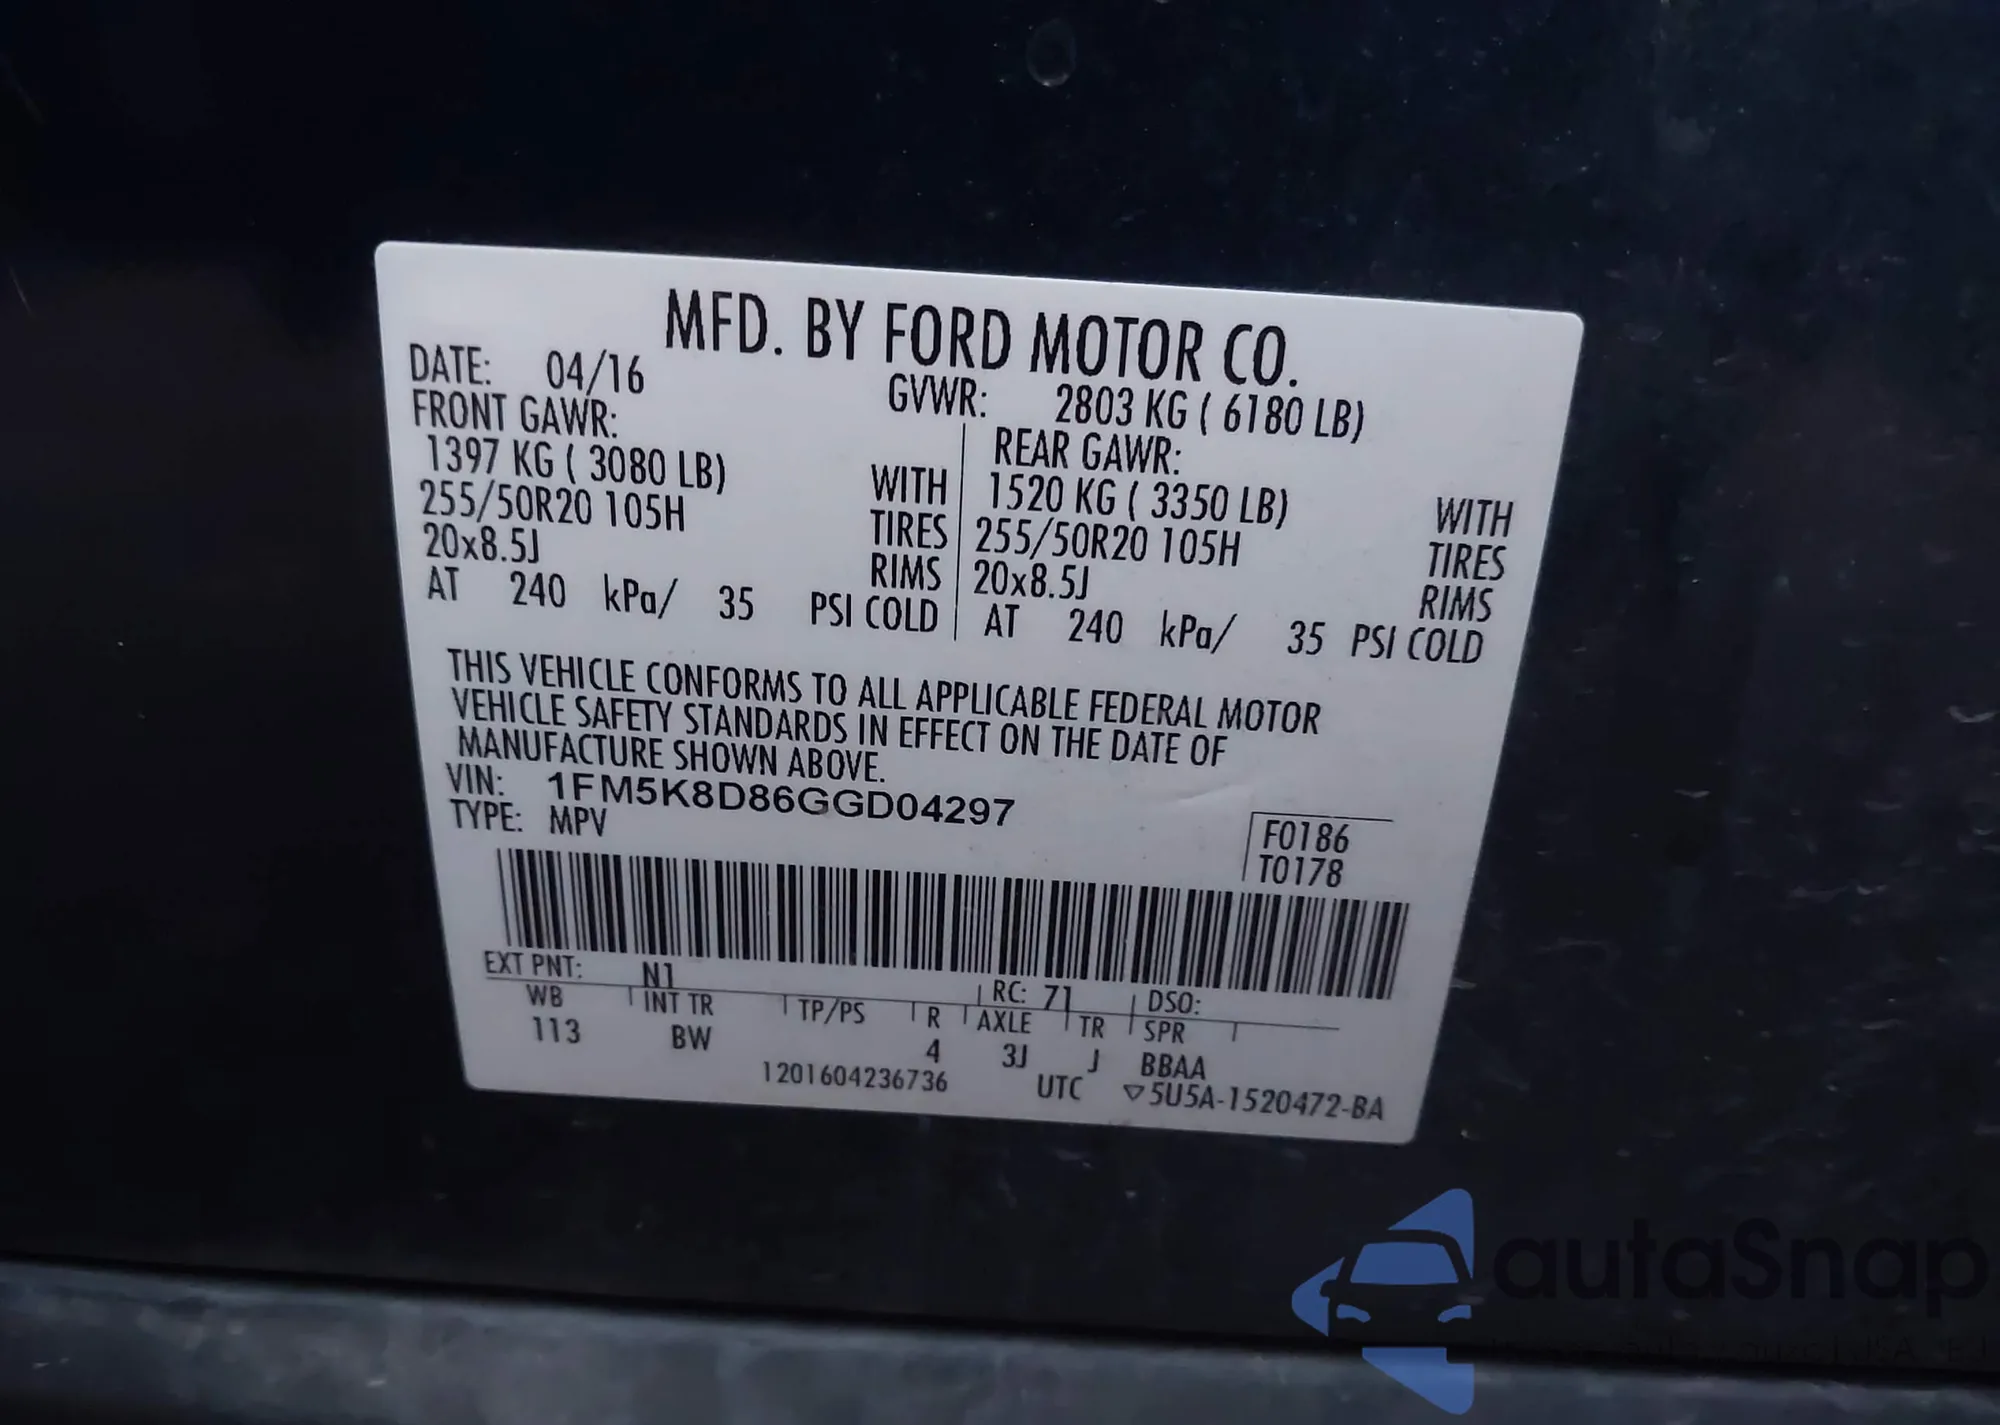 MFD. BY FORD MOTOR CO.
DATE: 04/16 GVWR: 2803 KG ( 6180 LB)
FRONT GAWR: REAR GAWR:
1397 KG ( 3080 LB) WITH 1520 KG ( 3350 LB) WITH
255/50R20 105H TIRES 255/50R20 105H TIRES
20x8.5J RIMS 20x8.5J RIMS
AT 240 kPa/ 35 PSI COLD AT 240 kPa/ 35 PSI COLD
THIS VEHICLE CONFORMS TO ALL APPLICABLE FEDERAL MOTOR
VEHICLE SAFETY STANDARDS IN EFFECT ON THE DATE OF
MANUFACTURE SHOWN ABOVE.
VIN: 1FM5K8D86GGD04297
TYPE: MPV
F0186
T0178
EXT PNT: N1 RC: 71 DSO:
WB INT TR TP/PS R AXLE TR SPR
113 BW 4 3J J BBAA
1201604236736 UTC ▽5U5A-1520472-BA
autaSnap